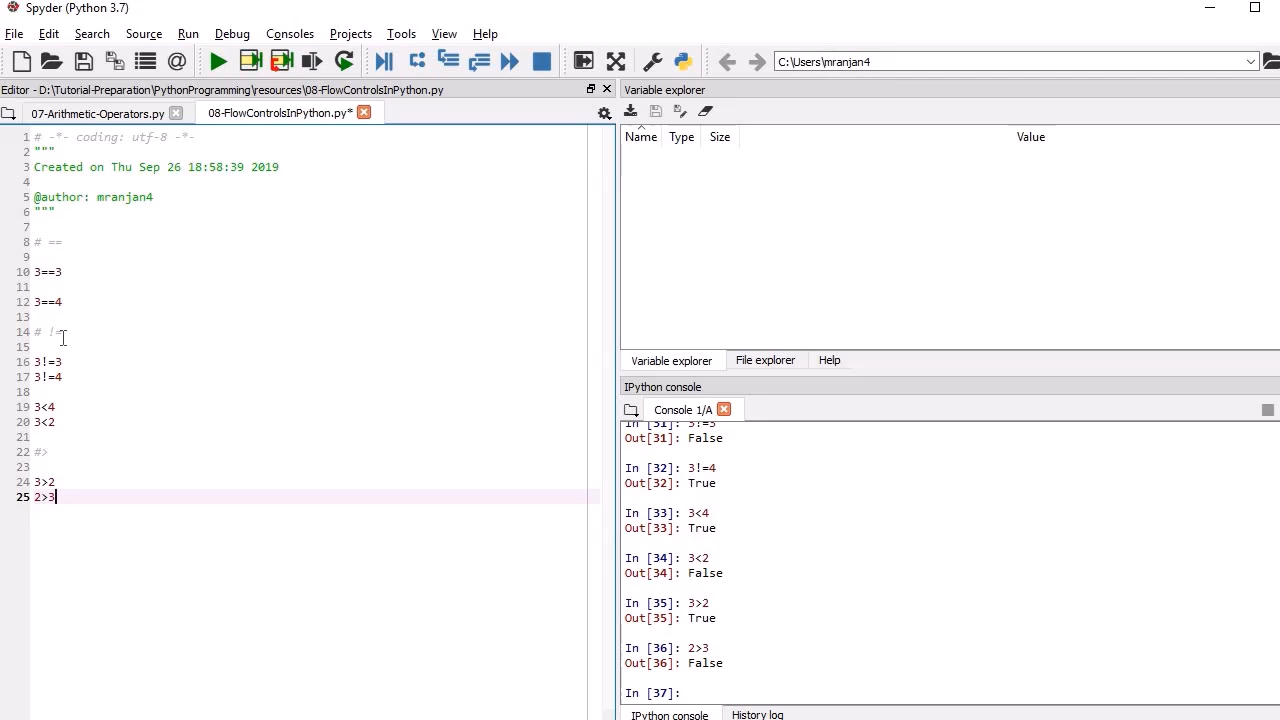 Spyder (Python 3.7)
File Edit Search Source Run Debug Consoles Projects Tools View Help
C:\Users\mranjan4
Editor - D:\Tutorial-Preparation\PythonProgramming\resources\08-FlowControlsInPython.py
07-Arithmetic-Operators.py
08-FlowControlsInPython.py*
1 # -*- coding: utf-8 -*-
2 """
3 Created on Thu Sep 26 18:58:39 2019
4
5 @author: mranjan4
6 """
7
8 # ==
9
10 3==3
11
12 3==4
13
14 # !=
15
16 3!=3
17 3!=4
18
19 3<4
20 3<2
21
22 #>
23
24 3>2
25 2>3
Variable explorer
Name Type Size Value
Variable explorer File explorer Help
IPython console
Console 1/A
In [31]: 3!=3
Out[31]: False
In [32]: 3!=4
Out[32]: True
In [33]: 3<4
Out[33]: True
In [34]: 3<2
Out[34]: False
In [35]: 3>2
Out[35]: True
In [36]: 2>3
Out[36]: False
In [37]:
IPython console History log